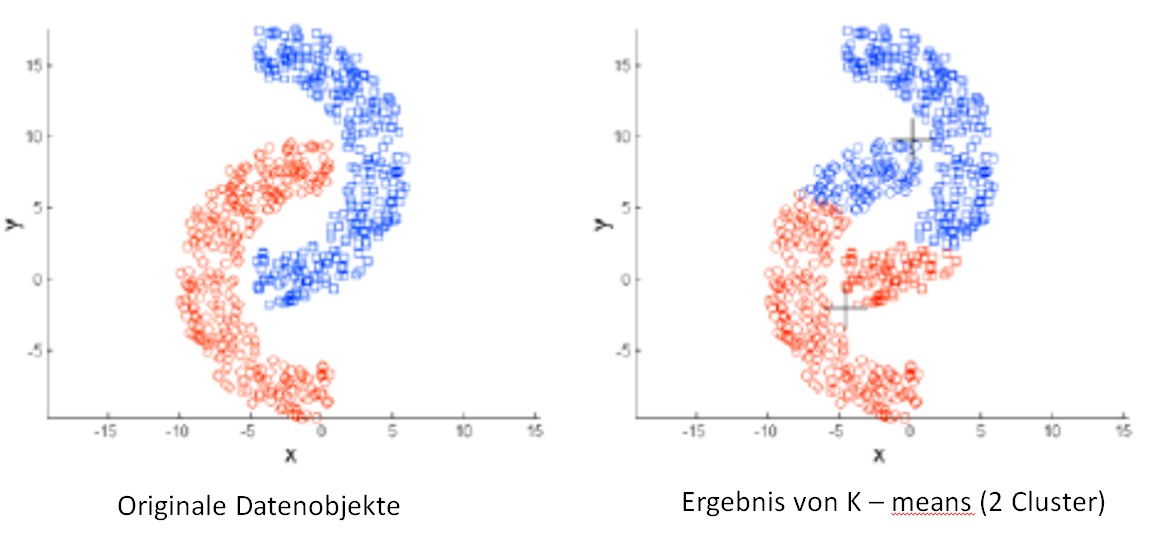 15
10
5
0
-5
-15 -10 -5 0 5 10 15
x
y
Originale Datenobjekte
15
10
5
0
-5
-15 -10 -5 0 5 10 15
x
y
Ergebnis von K – means (2 Cluster)